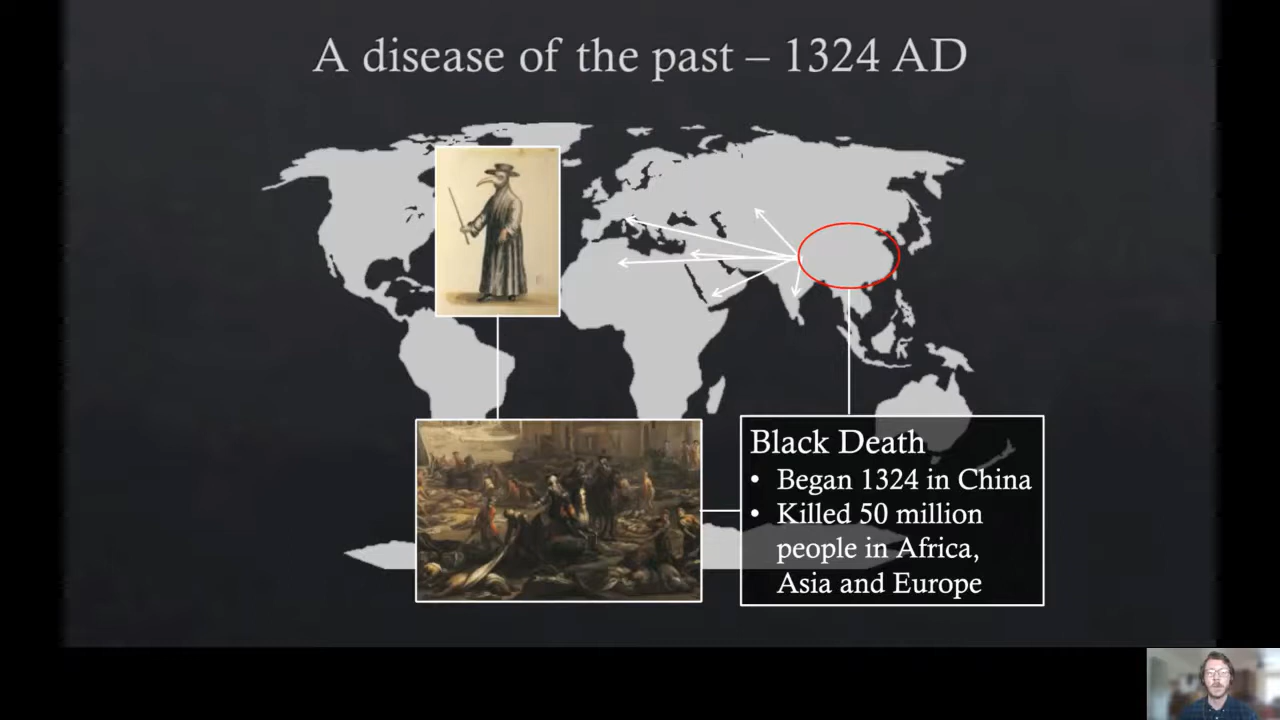 A disease of the past – 1324 AD
Black Death
• Began 1324 in China
• Killed 50 million
people in Africa,
Asia and Europe